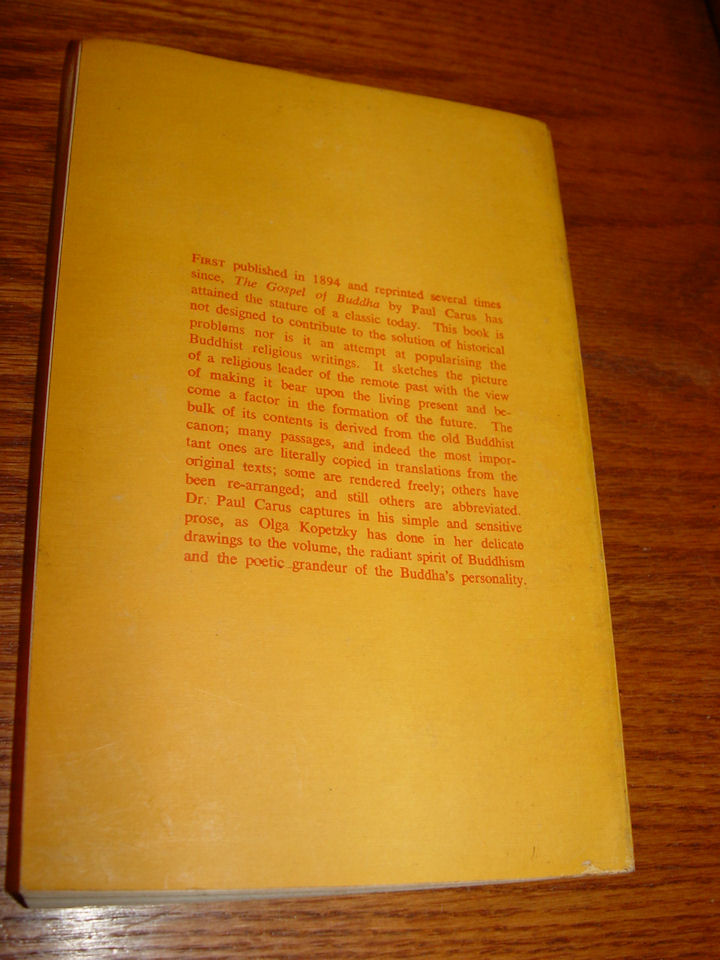 FIRST published in 1894 and reprinted several times
since, The Gospel of Buddha by Paul Carus has
attained the stature of a classic today. This book is
not designed to contribute to the solution of historical
problems nor is it an attempt at popularising the
Buddhist religious writings. It sketches the picture
of a religious leader of the remote past with the view
of making it bear upon the living present and be-
come a factor in the formation of the future. The
bulk of its contents is derived from the old Buddhist
canon; many passages, and indeed the most impor-
tant ones are literally copied in translations from the
original texts; some are rendered freely; others have
been re-arranged; and still others are abbreviated.
Dr. Paul Carus captures in his simple and sensitive
prose, as Olga Kopetzky has done in her delicate
drawings to the volume, the radiant spirit of Buddhism
and the poetic grandeur of the Buddha's personality.